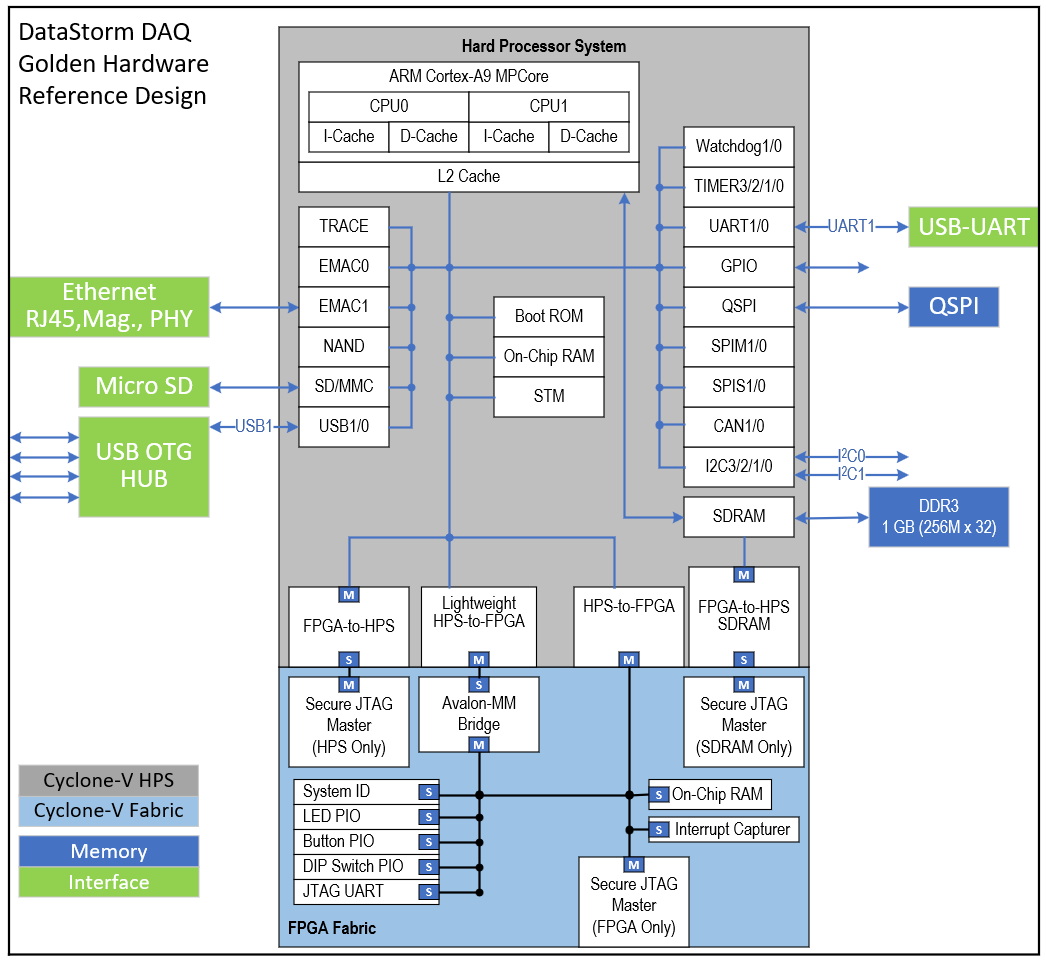 DataStorm DAQ
Golden Hardware
Reference Design
Hard Processor System
ARM Cortex-A9 MPCore
CPU0
CPU1
I-Cache
D-Cache
I-Cache
D-Cache
L2 Cache
TRACE
EMAC0
EMAC1
NAND
SD/MMC
USB1/0
Boot ROM
On-Chip RAM
STM
Watchdog1/0
TIMER3/2/1/0
UART1/0
GPIO
QSPI
SPIM1/0
SPIS1/0
CAN1/0
I2C3/2/1/0
SDRAM
UART1
USB-UART
QSPI
I²C0
I²C1
DDR3
1 GB (256M x 32)
Ethernet
RJ45,Mag., PHY
Micro SD
USB1
USB OTG
HUB
M
FPGA-to-HPS
S
Lightweight
HPS-to-FPGA
M
HPS-to-FPGA
M
M
FPGA-to-HPS
SDRAM
S
M
Secure JTAG
Master
(HPS Only)
S
Avalon-MM
Bridge
M
M
Secure JTAG
Master
(SDRAM Only)
System ID S
LED PIO S
Button PIO S
DIP Switch PIO S
JTAG UART S
S On-Chip RAM
S Interrupt Capturer
M
Secure JTAG
Master
(FPGA Only)
FPGA Fabric
Cyclone-V HPS
Cyclone-V Fabric
Memory
Interface